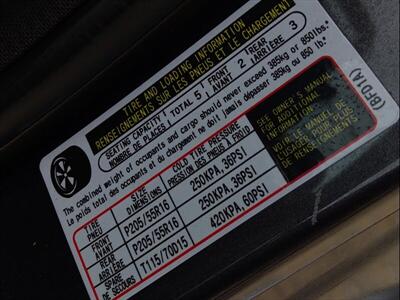 TIRE AND LOADING INFORMATION
RENSEIGNEMENTS SUR LES PNEUS ET LE CHARGEMENT
SEATING CAPACITY TOTAL 5 FRONT 2 REAR 3
NOMBRE DE PLACES AVANT ARRIÈRE
The combined weight of occupants and cargo should never exceed 385kg or 850lbs.
Le poids total des occupants et du chargement ne doit jamais dépasser 385kg ou 850 lb.
TIRE SIZE COLD TIRE PRESSURE
PNEU DIMENSIONS PRESSION DES PNEUS À FROID
FRONT P205/55R16 250KPA, 36PSI
AVANT
REAR P205/55R16 250KPA, 36PSI
ARRIÈRE
SPARE T115/70D15 420KPA, 60PSI
DE SECOURS
SEE OWNER'S MANUAL
FOR ADDITIONAL
INFORMATION
VOIR LE MANUEL DE
L'USAGER POUR PLUS
DE RENSEIGNEMENTS
(BFD1A)